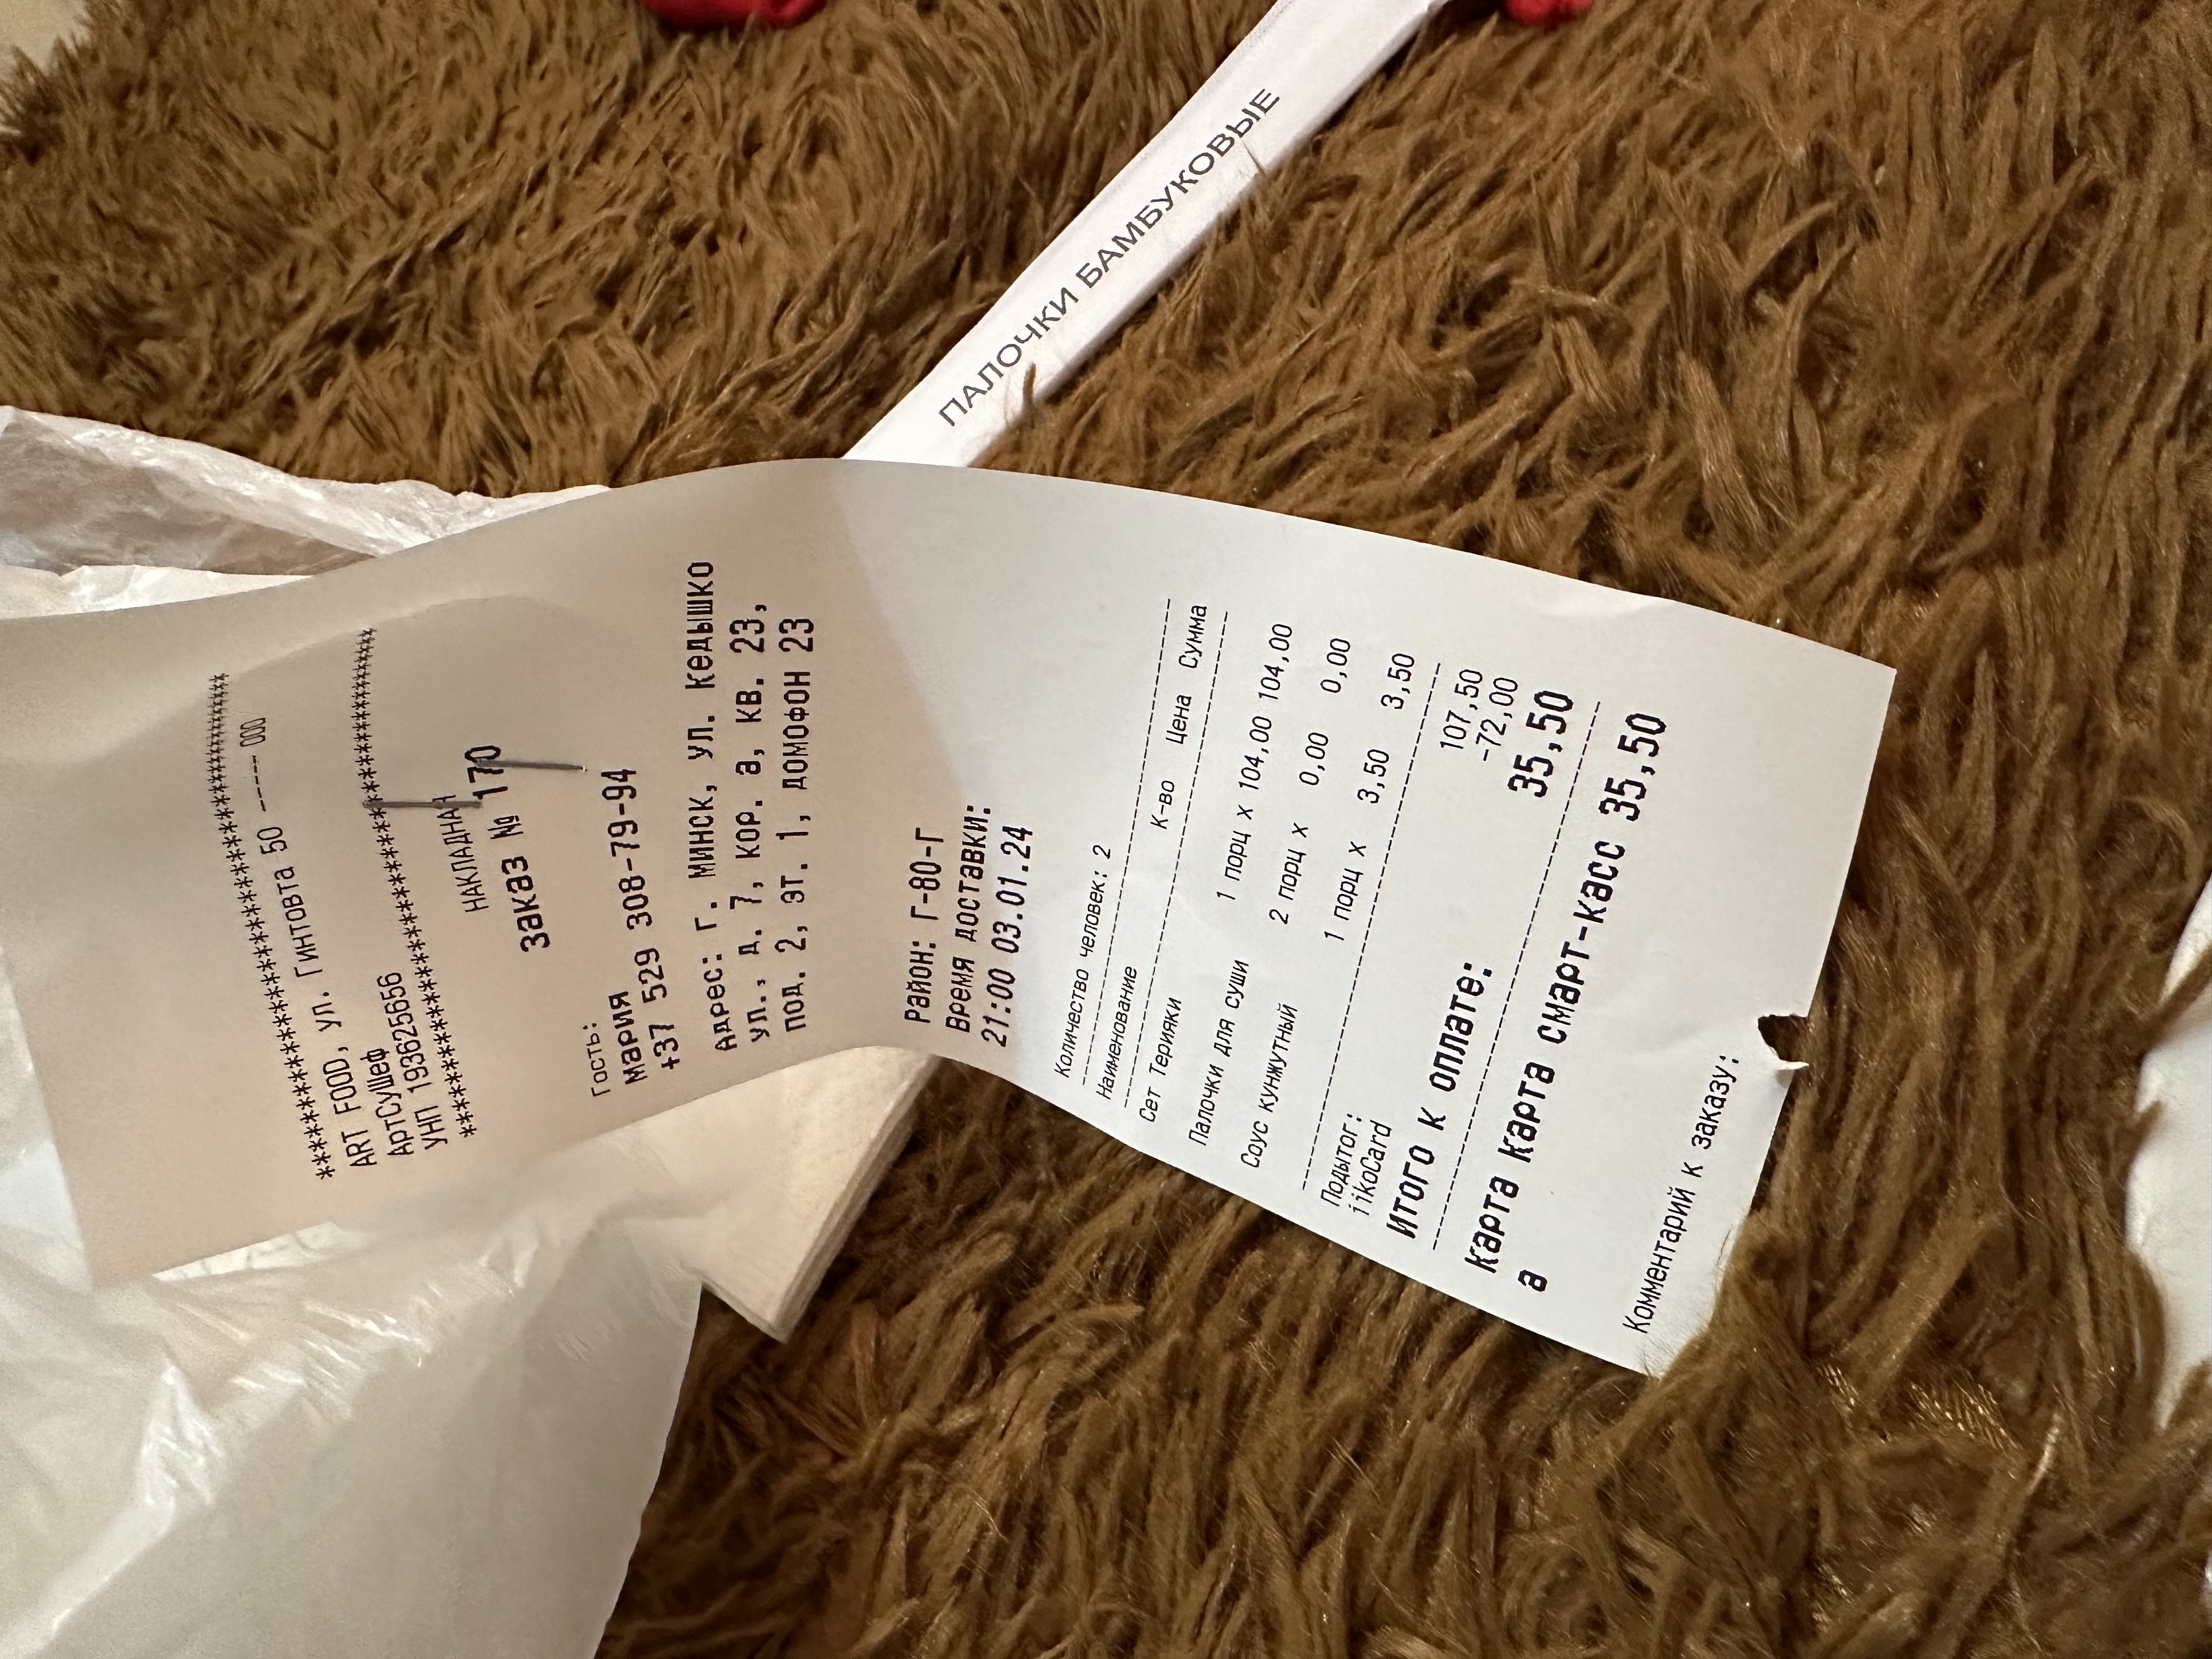 ПАЛОЧКИ БАМБУКОВЫЕ
****************************************
ART FOOD, ул. Гинтовта 50 ----- ООО
АртСуШеф
УНП 193625656
****************************************
НАКЛАДНАЯ
заказ № 170
Гость:
Мария
+37 529 308-79-94
Адрес: г. Минск, ул. Кедышко
ул., д. 7, кор. а, кв. 23,
под. 2, эт. 1, домофон 23
Район: Г-80-Г
Время доставки:
21:00 03.01.24
Количество человек: 2
Наименование К-во Цена Сумма
Сет Терияки 1 порц x 104,00 104,00
Палочки для суши 2 порц x 0,00 0,00
Соус кунжутный 1 порц x 3,50 3,50
Подытог: 107,50
iikoCard -72,00
Итого к оплате: 35,50
Карта Карта смарт-касс 35,50
а
Комментарий к заказу: